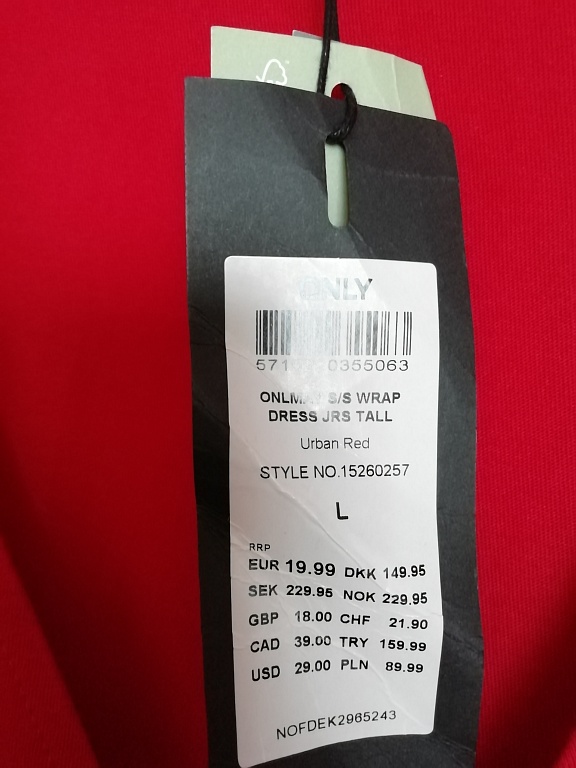 ONLY
ONLMA S/S WRAP
DRESS JRS TALL
Urban Red
STYLE NO.15260257
L
RRP
EUR 19.99 DKK 149.95
SEK 229.95 NOK 229.95
GBP 18.00 CHF 21.90
CAD 39.00 TRY 159.99
USD 29.00 PLN 89.99
NOFDEK2965243